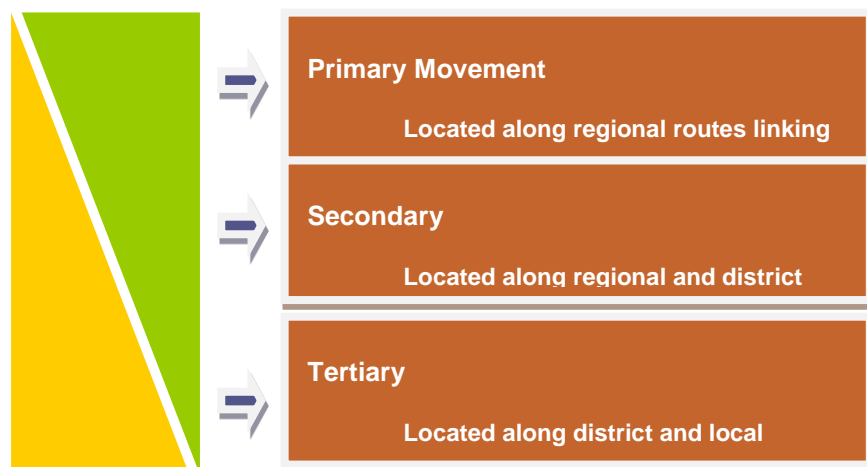 Primary Movement
Located along regional routes linking
Secondary
Located along regional and district
Tertiary
Located along district and local